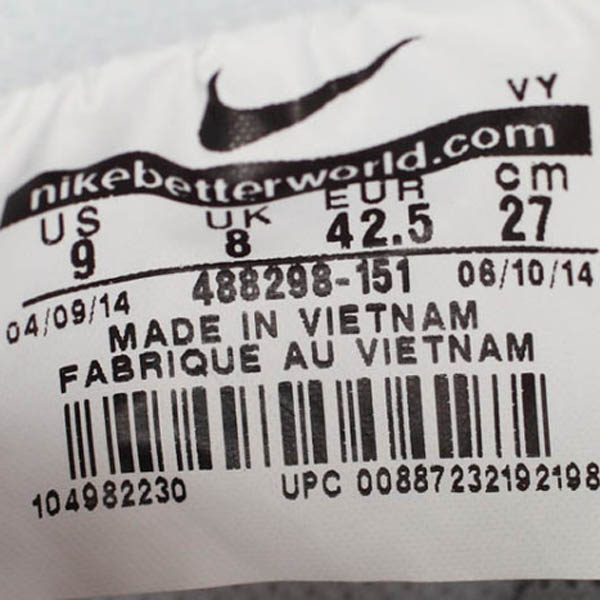 VY
nikebetterworld.com
US UK EUR cm
9 8 42.5 27
04/09/14 488298-151 06/10/14
MADE IN VIETNAM
FABRIQUE AU VIETNAM
104982230 UPC 00887232192198